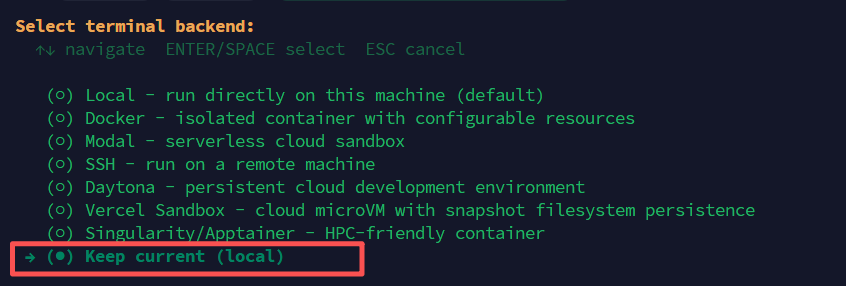 Select terminal backend:
↑↓ navigate  ENTER/SPACE select  ESC cancel
(○) Local - run directly on this machine (default)
(○) Docker - isolated container with configurable resources
(○) Modal - serverless cloud sandbox
(○) SSH - run on a remote machine
(○) Daytona - persistent cloud development environment
(○) Vercel Sandbox - cloud microVM with snapshot filesystem persistence
(○) Singularity/Apptainer - HPC-friendly container
→ (●) Keep current (local)